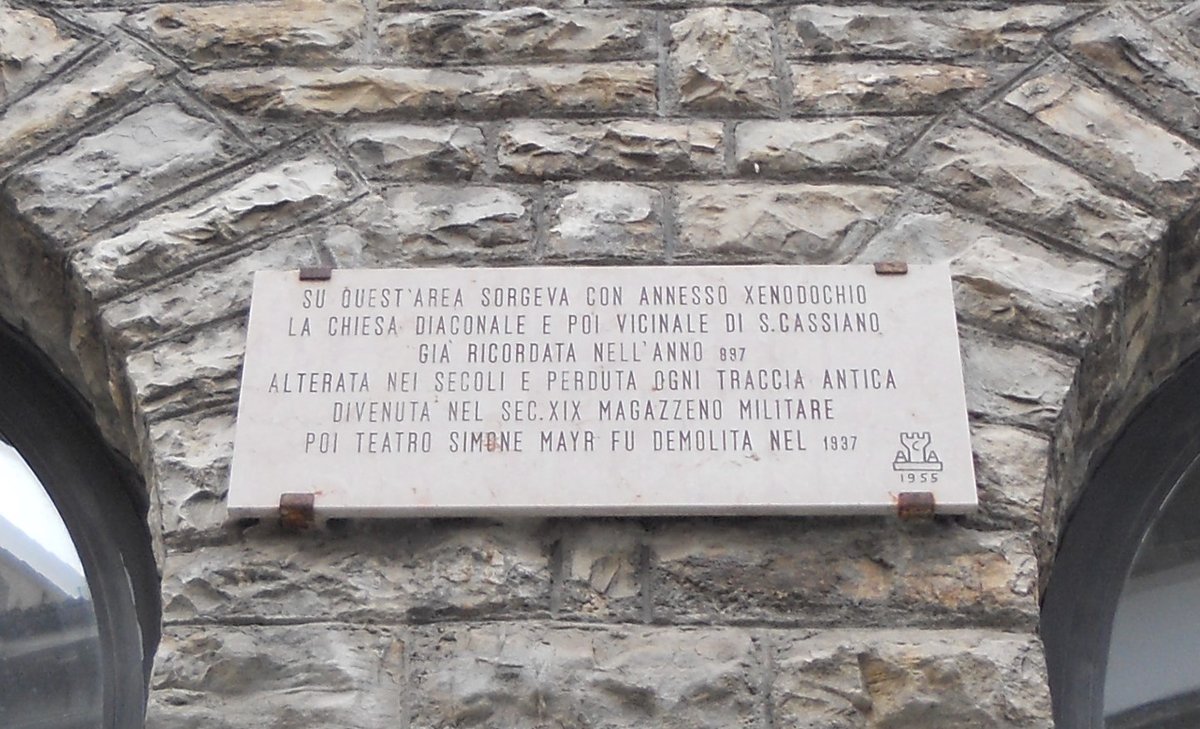 SU QUEST'AREA SORGEVA CON ANNESSO XENODOCHIO
LA CHIESA DIACONALE E POI VICINALE DI S.CASSIANO
GIÀ RICORDATA NELL'ANNO 897
ALTERATA NEI SECOLI E PERDUTA OGNI TRACCIA ANTICA
DIVENUTA NEL SEC.XIX MAGAZZENO MILITARE
POI TEATRO SIMONE MAYR FU DEMOLITA NEL 1937
A C A
1955